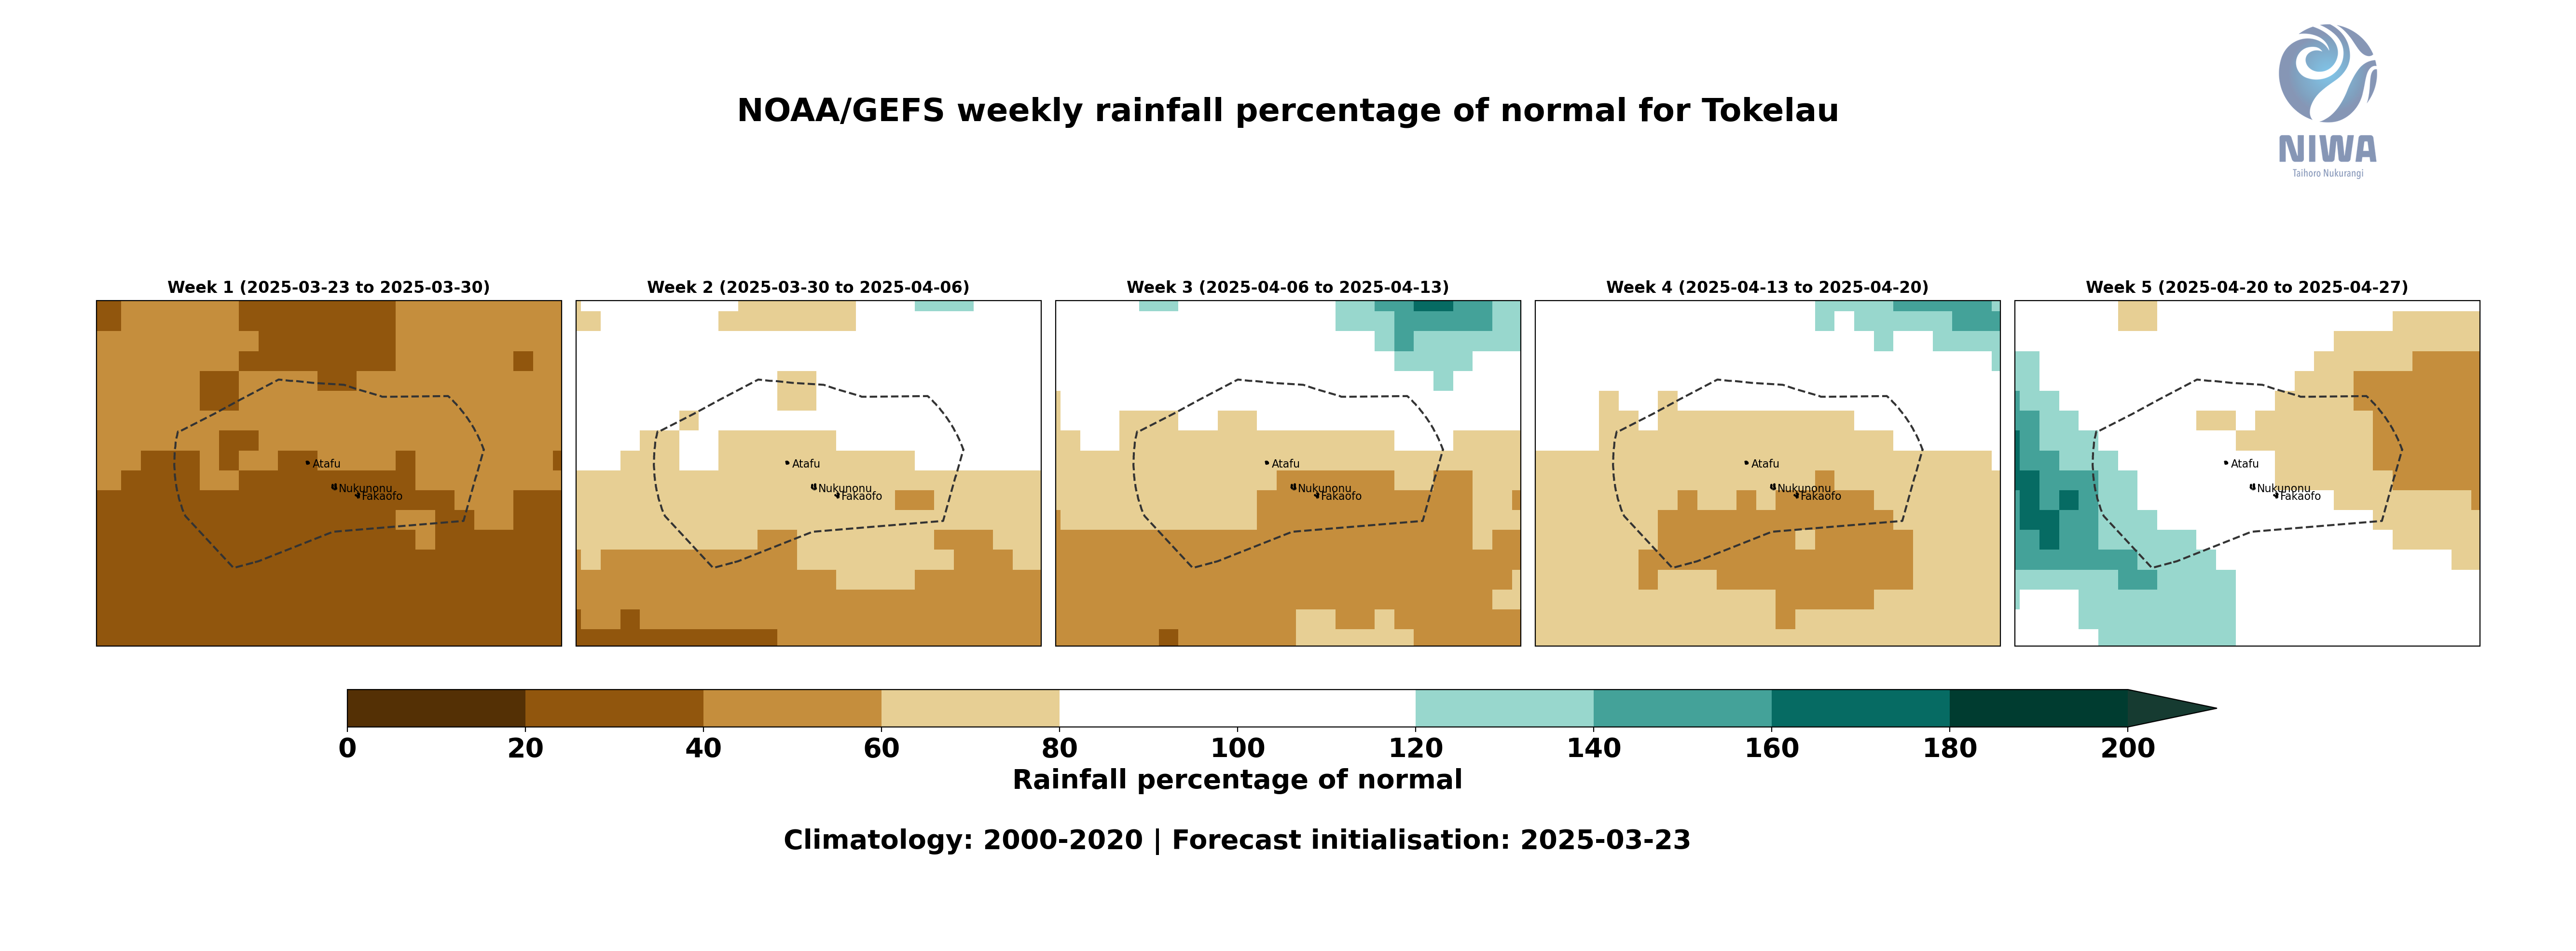 NOAA/GEFS weekly rainfall percentage of normal for Tokelau
NIWA
Taihoro Nukurangi
Week 1 (2025-03-23 to 2025-03-30)
Week 2 (2025-03-30 to 2025-04-06)
Week 3 (2025-04-06 to 2025-04-13)
Week 4 (2025-04-13 to 2025-04-20)
Week 5 (2025-04-20 to 2025-04-27)
Atafu
Nukunonu
Fakaofo
Atafu
Nukunonu
Fakaofo
Atafu
Nukunonu
Fakaofo
Atafu
Nukunonu
Fakaofo
Atafu
Nukunonu
Fakaofo
0 20 40 60 80 100 120 140 160 180 200
Rainfall percentage of normal
Climatology: 2000-2020 | Forecast initialisation: 2025-03-23